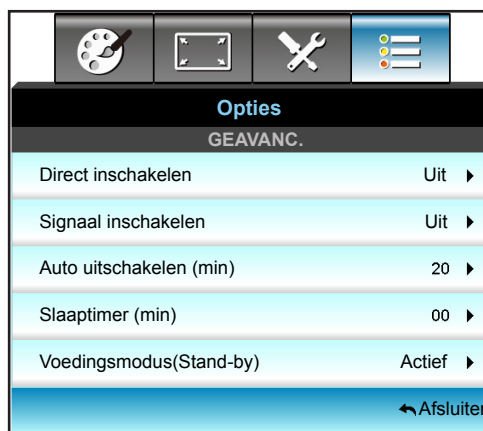 Opties
GEAVANC.
Direct inschakelen Uit
Signaal inschakelen Uit
Auto uitschakelen (min) 20
Slaaptimer (min) 00
Voedingsmodus(Stand-by) Actief
Afsluiten